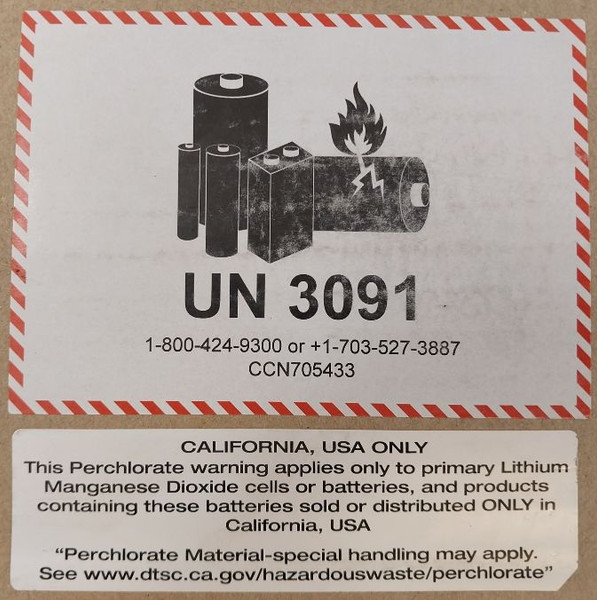 UN 3091
1-800-424-9300 or +1-703-527-3887
CCN705433
CALIFORNIA, USA ONLY
This Perchlorate warning applies only to primary Lithium
Manganese Dioxide cells or batteries, and products
containing these batteries sold or distributed ONLY in
California, USA
“Perchlorate Material-special handling may apply.
See www.dtsc.ca.gov/hazardouswaste/perchlorate”